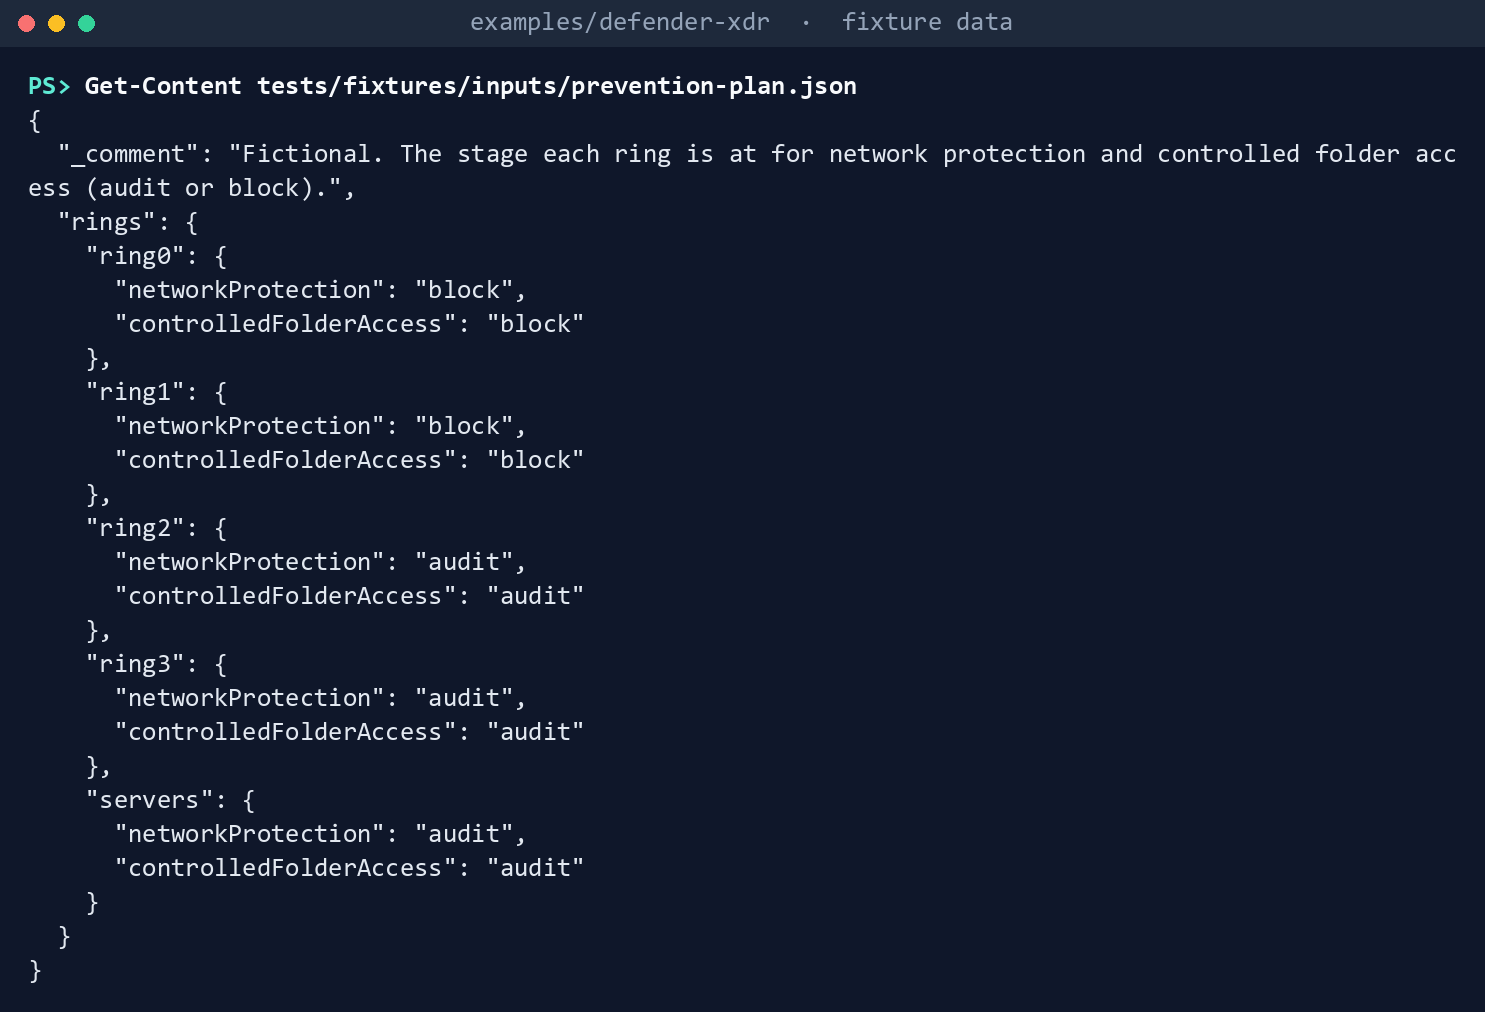 examples/defender-xdr · fixture data
PS> Get-Content tests/fixtures/inputs/prevention-plan.json
{
  "_comment": "Fictional. The stage each ring is at for network protection and controlled folder acc
ess (audit or block).",
  "rings": {
    "ring0": {
      "networkProtection": "block",
      "controlledFolderAccess": "block"
    },
    "ring1": {
      "networkProtection": "block",
      "controlledFolderAccess": "block"
    },
    "ring2": {
      "networkProtection": "audit",
      "controlledFolderAccess": "audit"
    },
    "ring3": {
      "networkProtection": "audit",
      "controlledFolderAccess": "audit"
    },
    "servers": {
      "networkProtection": "audit",
      "controlledFolderAccess": "audit"
    }
  }
}